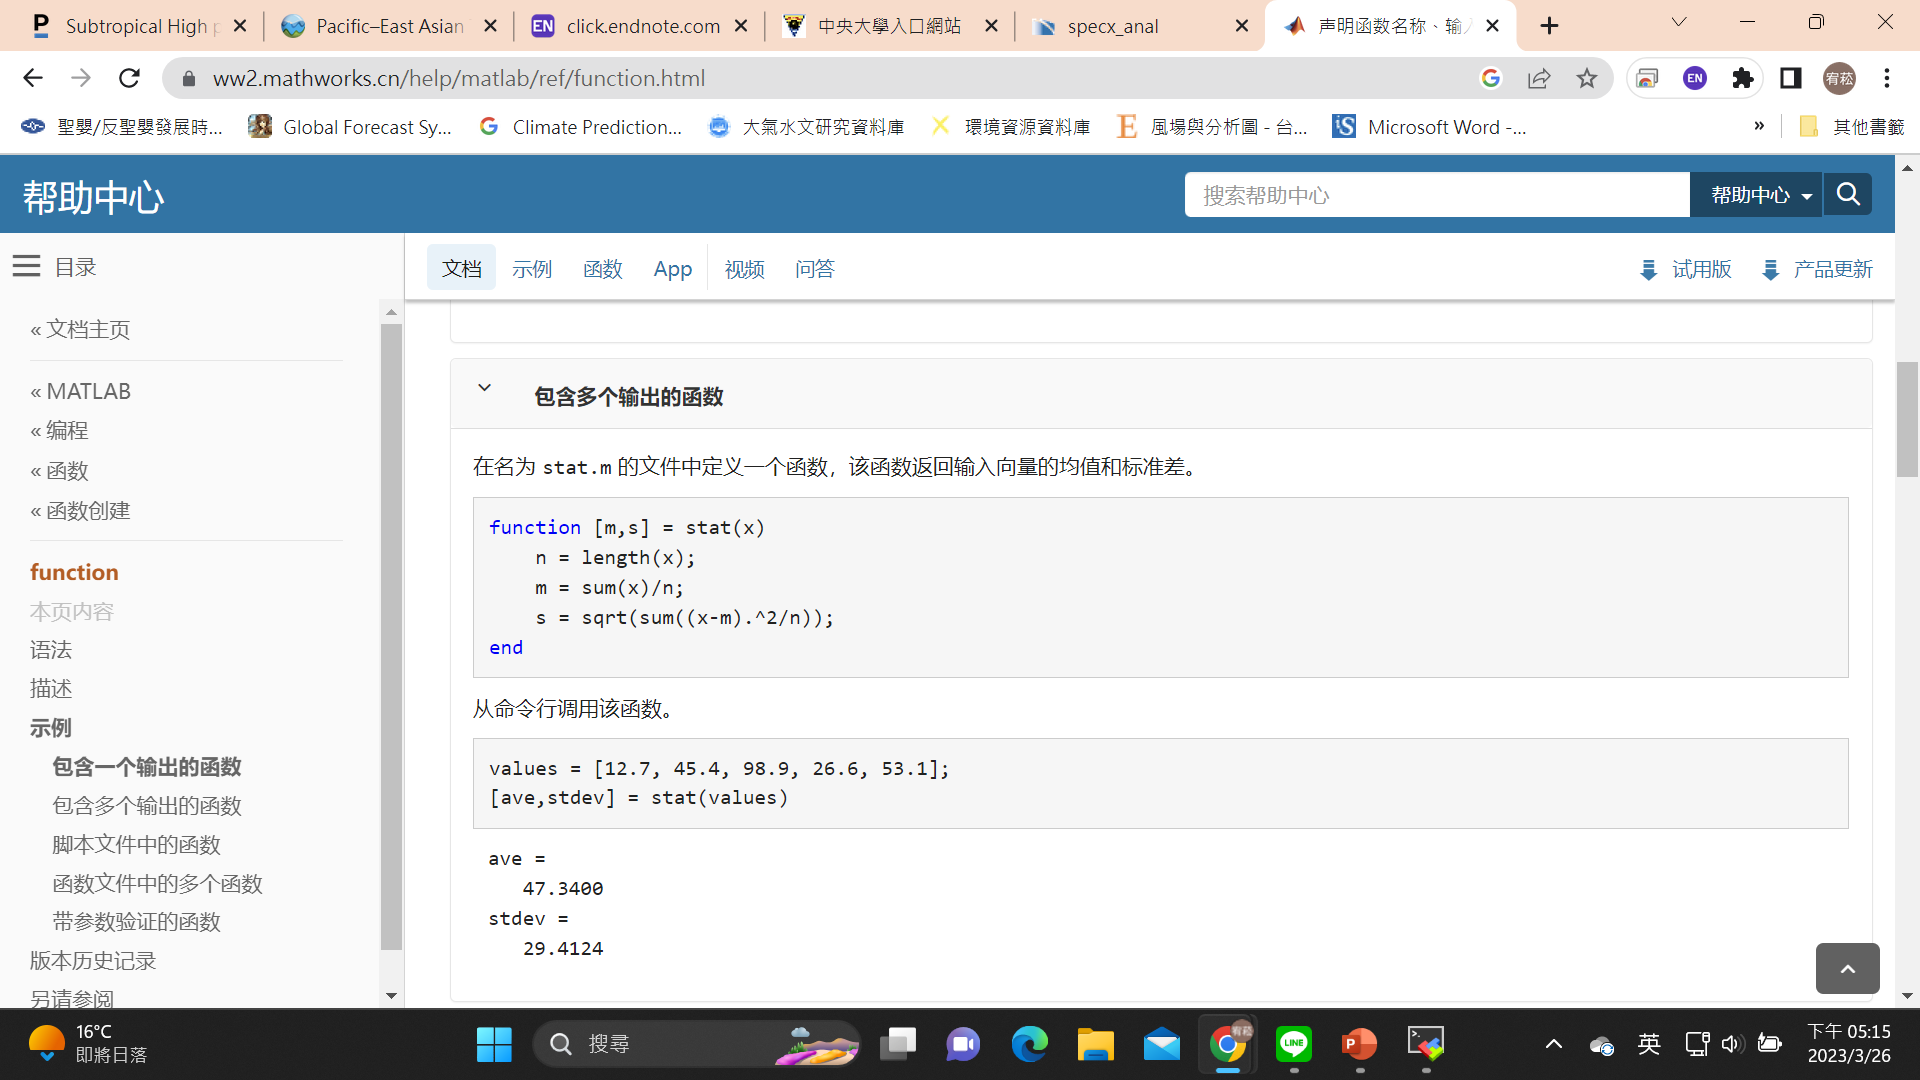 Subtropical High p
Pacific–East Asian
EN click.endnote.com
中央大學入口網站
specx_anal
声明函数名称、输入
ww2.mathworks.cn/help/matlab/ref/function.html
EN
宥菘
聖嬰/反聖嬰發展時...
Global Forecast Sy...
Climate Prediction...
大氣水文研究資料庫
環境資源資料庫
風場與分析圖 - 台...
Microsoft Word -...
»
其他書籤
帮助中心
搜索帮助中心
帮助中心
目录
文档
示例
函数
App
视频
问答
试用版
产品更新
« 文档主页
« MATLAB
« 编程
« 函数
« 函数创建
function
本页内容
语法
描述
示例
包含一个输出的函数
包含多个输出的函数
脚本文件中的函数
函数文件中的多个函数
带参数验证的函数
版本历史记录
另请参阅
包含多个输出的函数
在名为 stat.m 的文件中定义一个函数，该函数返回输入向量的均值和标准差。
function [m,s] = stat(x)
n = length(x);
m = sum(x)/n;
s = sqrt(sum((x-m).^2/n));
end
从命令行调用该函数。
values = [12.7, 45.4, 98.9, 26.6, 53.1];
[ave,stdev] = stat(values)
ave =
47.3400
stdev =
29.4124
16°C
即將日落
搜尋
宥菘
LINE
P
英
下午 05:15
2023/3/26